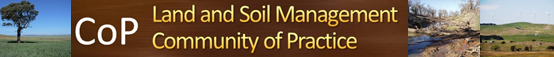 CoP
Land and Soil Management
Community of Practice